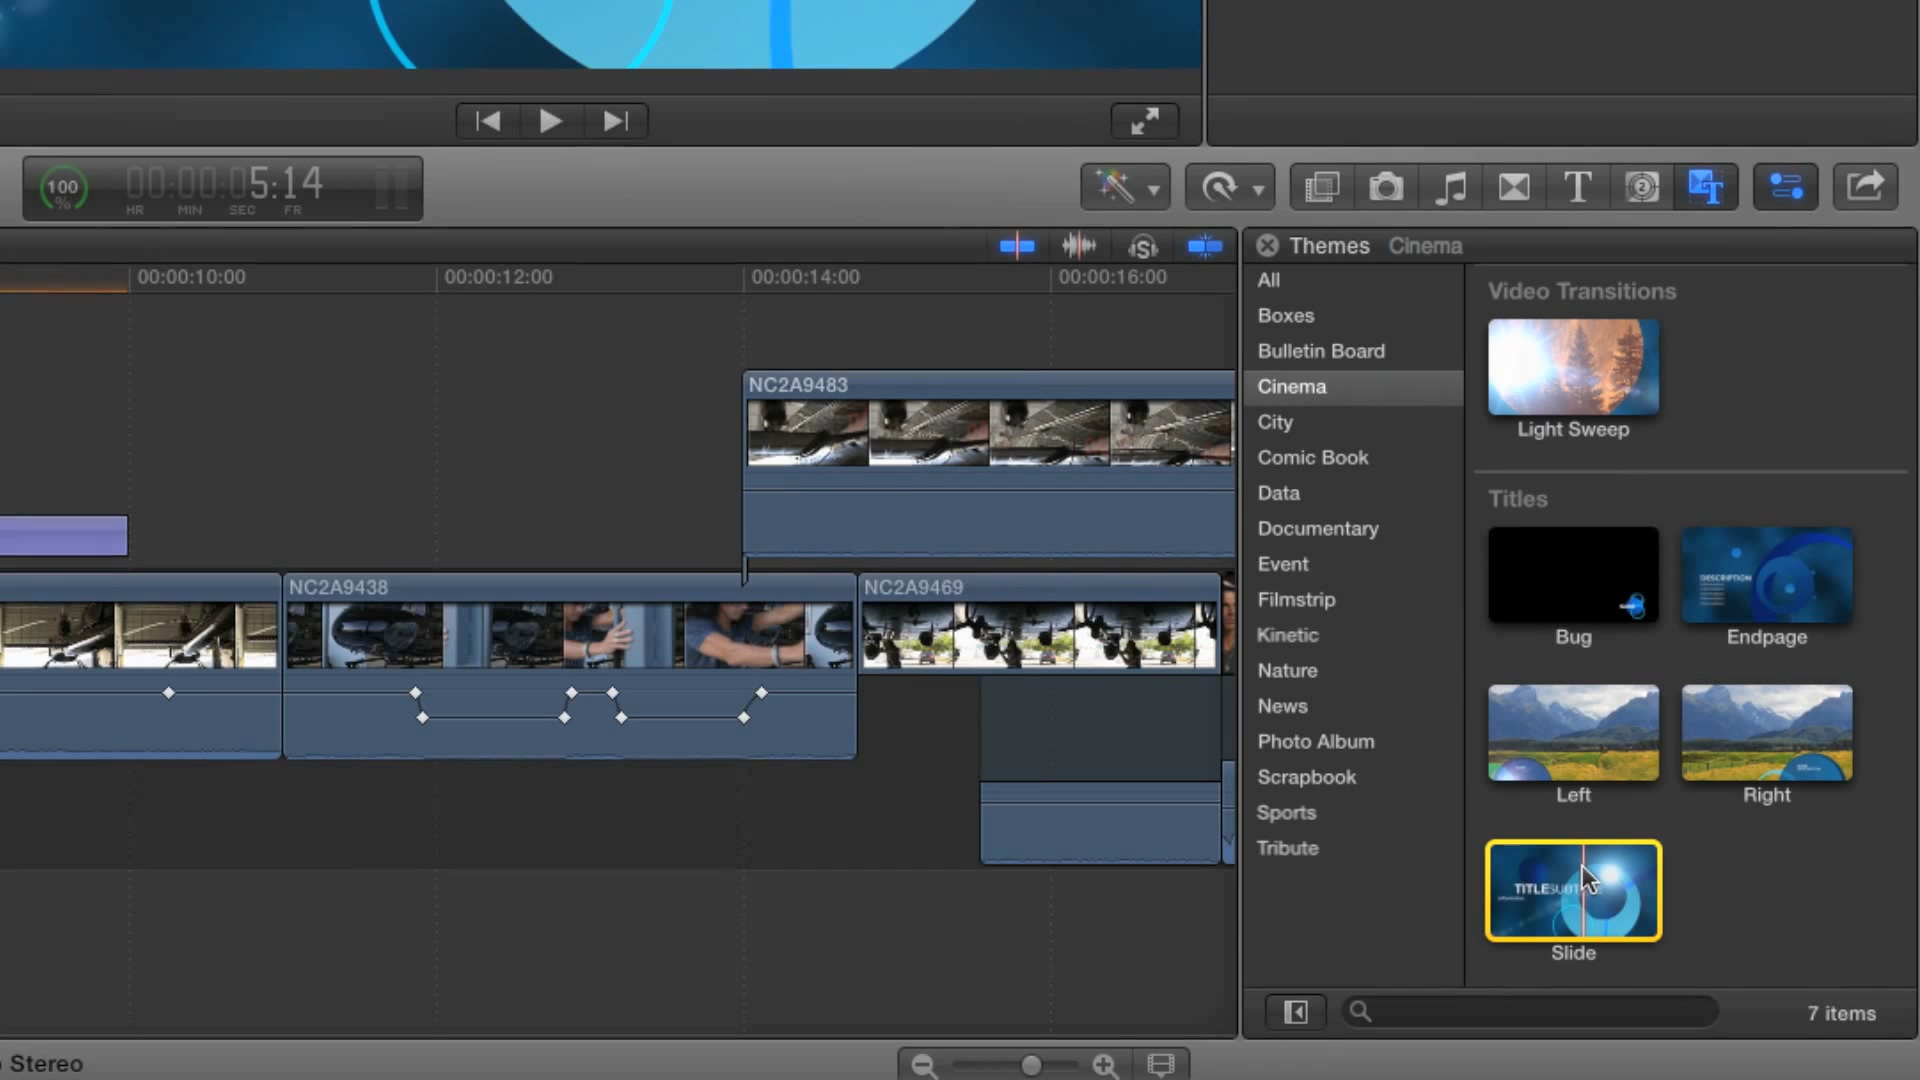 100
%
00:00:05:14
HR MIN SEC FR
T
2
T
S
Themes Cinema
00:00:10:00 00:00:12:00 00:00:14:00 00:00:16:00
All
Boxes
Bulletin Board
Cinema
City
Comic Book
Data
Documentary
Event
Filmstrip
Kinetic
Nature
News
Photo Album
Scrapbook
Sports
Tribute
Video Transitions
Light Sweep
Titles
DESCRIPTION
Bug
Endpage
Left
Right
TITLE
Slide
NC2A9483
NC2A9438
NC2A9469
7 items
Stereo